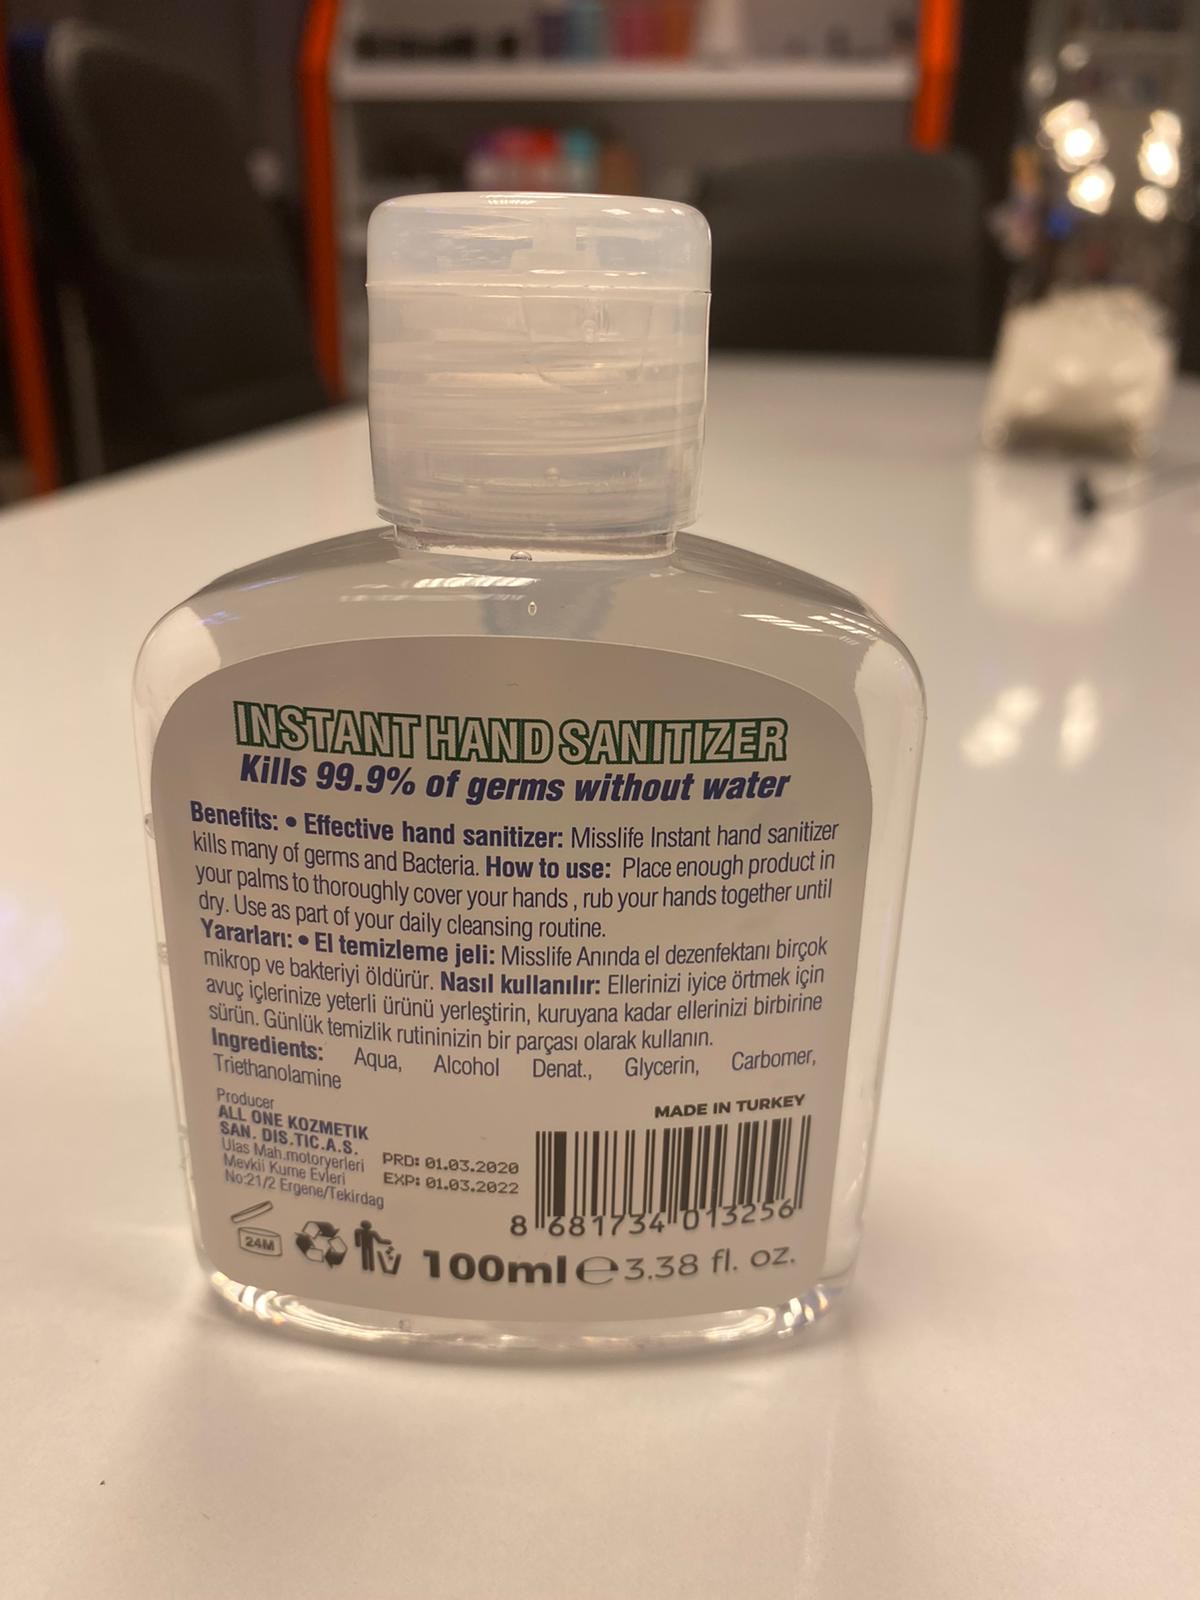 INSTANT HAND SANITIZER
Kills 99.9% of germs without water
Benefits: • Effective hand sanitizer: Misslife Instant hand sanitizer
kills many of germs and Bacteria. How to use: Place enough product in
your palms to thoroughly cover your hands , rub your hands together until
dry. Use as part of your daily cleansing routine.
Yararları: • El temizleme jeli: Misslife Anında el dezenfektanı birçok
mikrop ve bakteriyi öldürür. Nasıl kullanılır: Ellerinizi iyice örtmek için
avuç içlerinize yeterli ürünü yerleştirin, kuruyana kadar ellerinizi birbirine
sürün. Günlük temizlik rutininizin bir parçası olarak kullanın.
Ingredients: Aqua, Alcohol Denat., Glycerin, Carbomer,
Triethanolamine
Producer
ALL ONE KOZMETIK
SAN. DIS.TIC.A.S.
Ulas Mah.motoryerleri
Mevkii Kume Evleri
No:21/2 Ergene/Tekirdag
PRD: 01.03.2020
EXP: 01.03.2022
MADE IN TURKEY
8 681734 013256
24M
100ml ℮ 3.38 fl. oz.